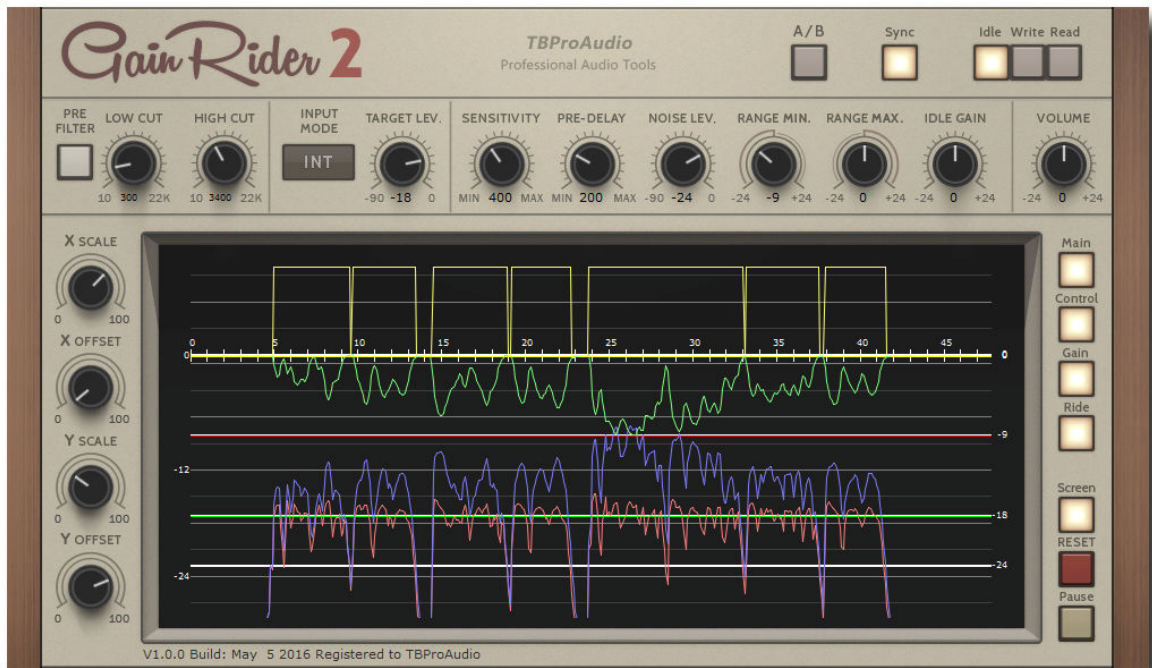 GainRider 2
TBProAudio
Professional Audio Tools
A/B Sync Idle Write Read
PRE FILTER
LOW CUT
10 300 22K
HIGH CUT
10 3400 22K
INPUT MODE
INT
TARGET LEV.
-90 -18 0
SENSITIVITY
MIN 400 MAX
PRE-DELAY
MIN 200 MAX
NOISE LEV.
-90 -24 0
RANGE MIN.
-24 -9 +24
RANGE MAX.
-24 0 +24
IDLE GAIN
-24 0 +24
VOLUME
-24 0 +24
X SCALE
0 100
X OFFSET
0 100
Y SCALE
0 100
Y OFFSET
0 100
0 5 10 15 20 25 30 35 40 45
0 0
-9
-12
-18
-24
-24
Main
Control
Gain
Ride
Screen
RESET
Pause
V1.0.0 Build: May 5 2016 Registered to TBProAudio